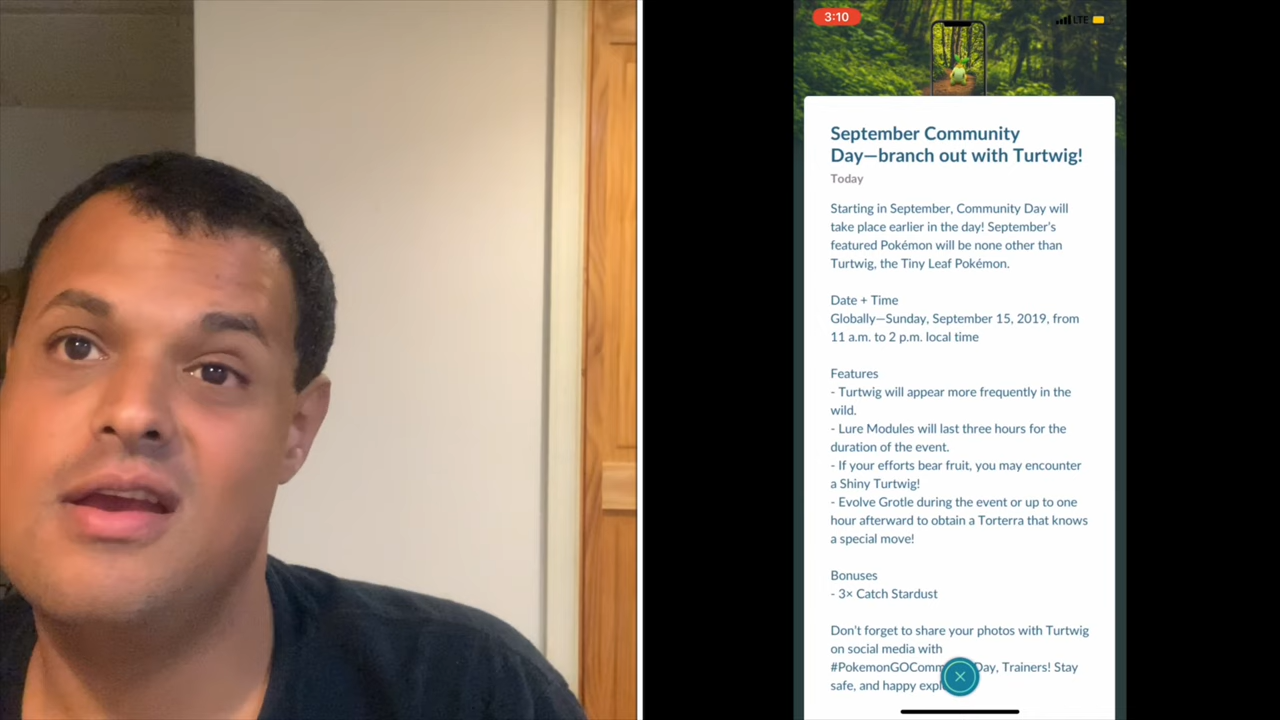 3:10
LTE
September Community
Day—branch out with Turtwig!
Today
Starting in September, Community Day will
take place earlier in the day! September's
featured Pokémon will be none other than
Turtwig, the Tiny Leaf Pokémon.
Date + Time
Globally—Sunday, September 15, 2019, from
11 a.m. to 2 p.m. local time
Features
- Turtwig will appear more frequently in the
wild.
- Lure Modules will last three hours for the
duration of the event.
- If your efforts bear fruit, you may encounter
a Shiny Turtwig!
- Evolve Grotle during the event or up to one
hour afterward to obtain a Torterra that knows
a special move!
Bonuses
- 3× Catch Stardust
Don't forget to share your photos with Turtwig
on social media with
Day, Trainers! Stay
safe, and happy